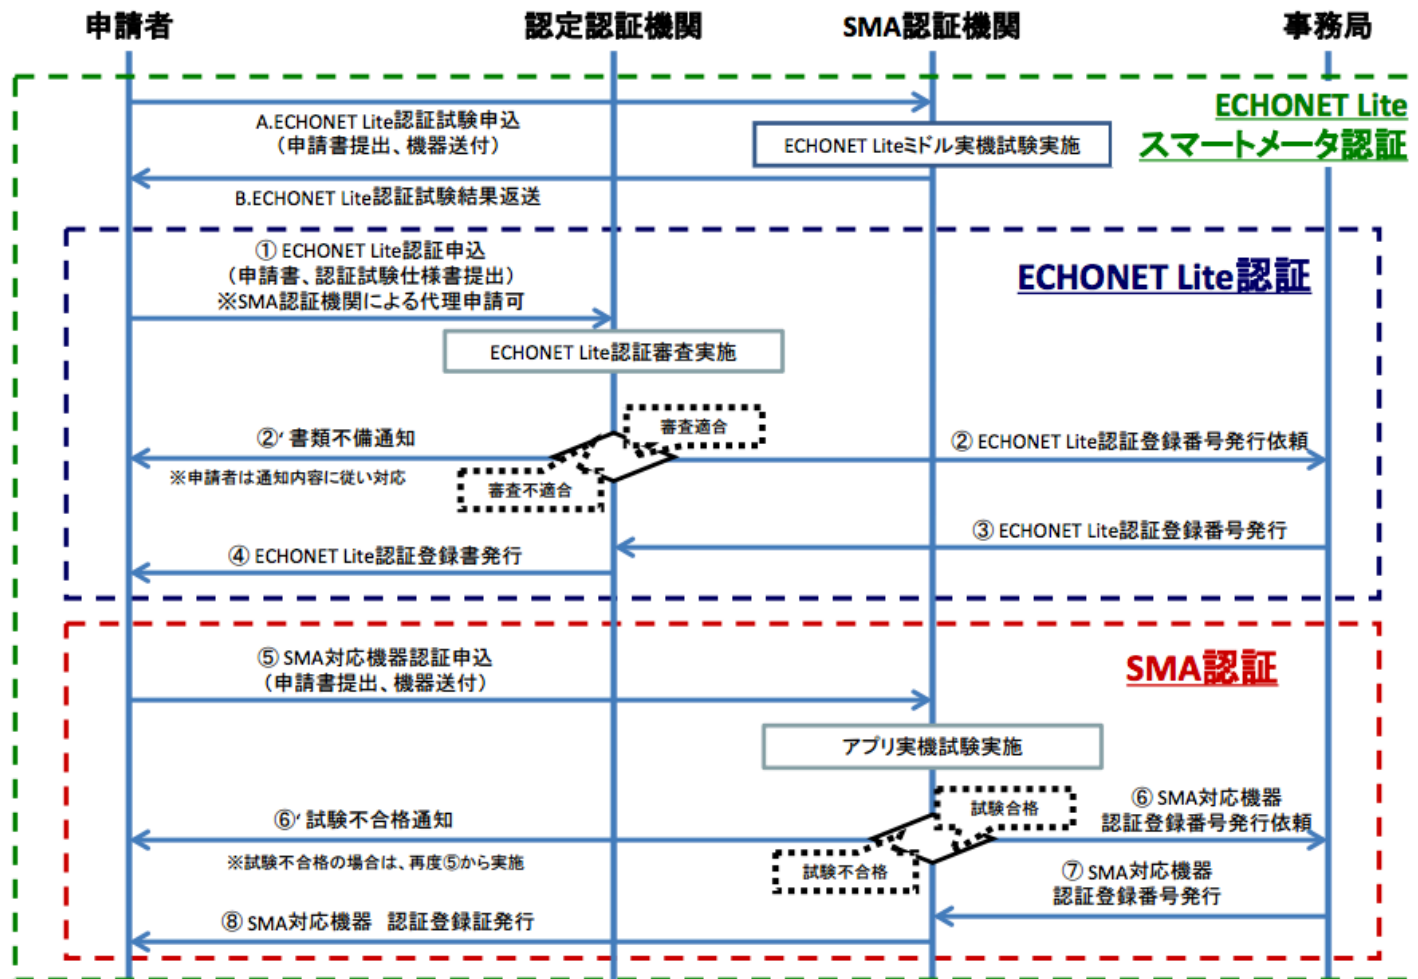 申請者
認定認証機関
SMA認証機関
事務局
ECHONET Lite
スマートメータ認証
A.ECHONET Lite認証試験申込
（申請書提出、機器送付）
ECHONET Liteミドル実機試験実施
B.ECHONET Lite認証試験結果返送
① ECHONET Lite認証申込
（申請書、認証試験仕様書提出）
※SMA認証機関による代理申請可
ECHONET Lite認証
ECHONET Lite認証審査実施
審査適合
②‘ 書類不備通知
② ECHONET Lite認証登録番号発行依頼
※申請者は通知内容に従い対応
審査不適合
③ ECHONET Lite認証登録番号発行
④ ECHONET Lite認証登録書発行
⑤ SMA対応機器認証申込
（申請書提出、機器送付）
SMA認証
アプリ実機試験実施
試験合格
⑥ SMA対応機器
認証登録番号発行依頼
⑥‘ 試験不合格通知
※試験不合格の場合は、再度⑤から実施
試験不合格
⑦ SMA対応機器
認証登録番号発行
⑧ SMA対応機器　認証登録証発行